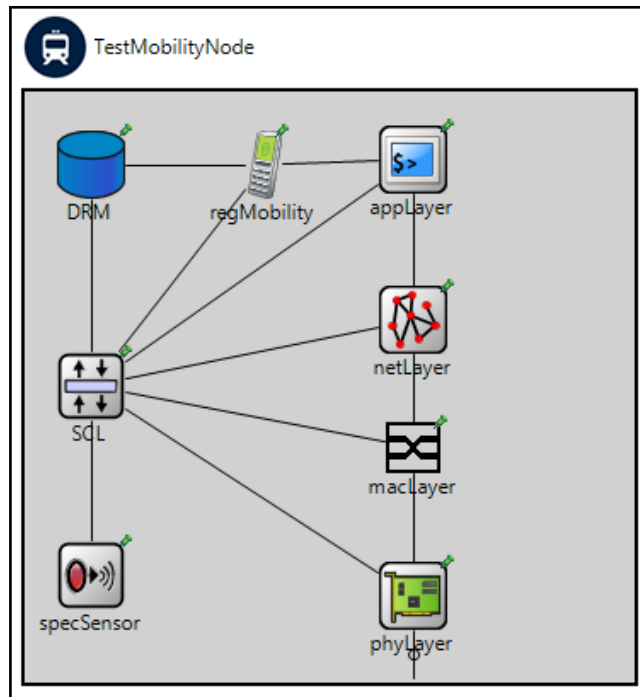 TestMobilityNode
DRM
regMobility
$>
appLayer
netLayer
SCL
macLayer
specSensor
phyLayer